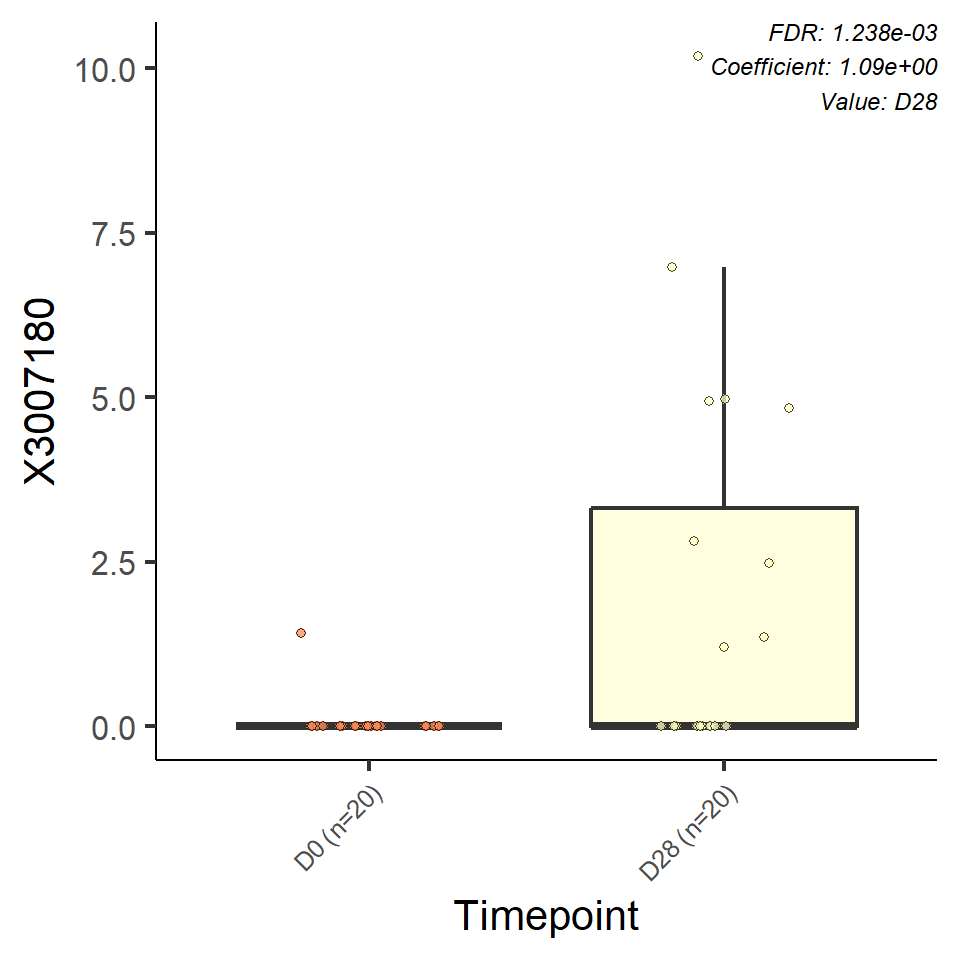 FDR: 1.238e-03
Coefficient: 1.09e+00
Value: D28
10.0
7.5
5.0
2.5
0.0
X3007180
D0 (n=20)
D28 (n=20)
Timepoint